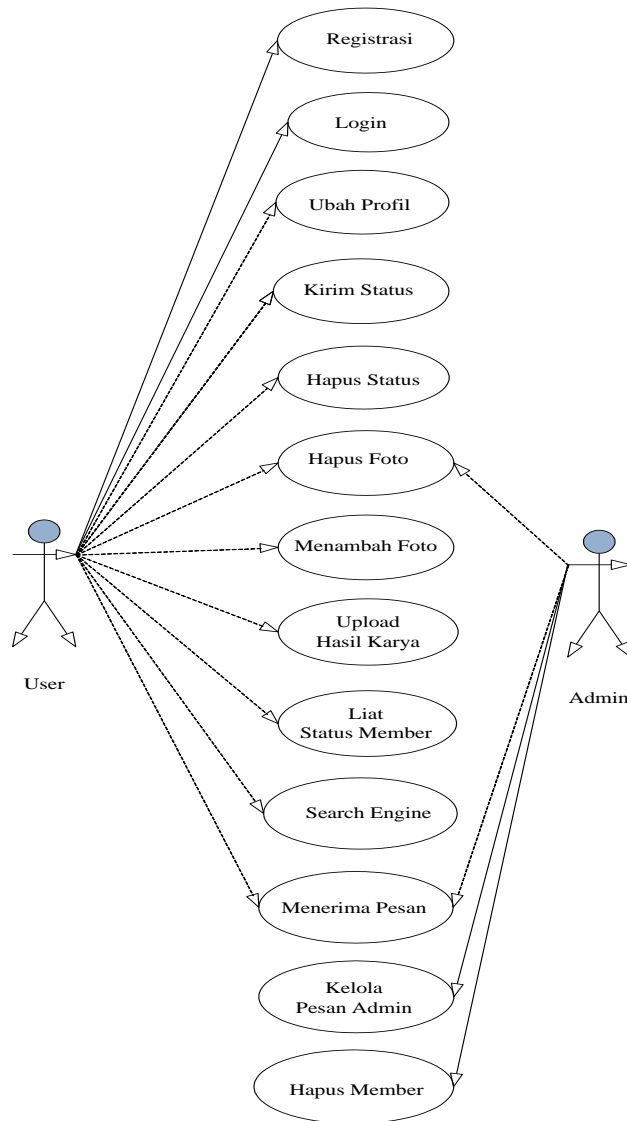 Registrasi
Login
Ubah Profil
Kirim Status
Hapus Status
Hapus Foto
Menambah Foto
Upload
Hasil Karya
User
Admin
Liat
Status Member
Search Engine
Menerima Pesan
Kelola
Pesan Admin
Hapus Member